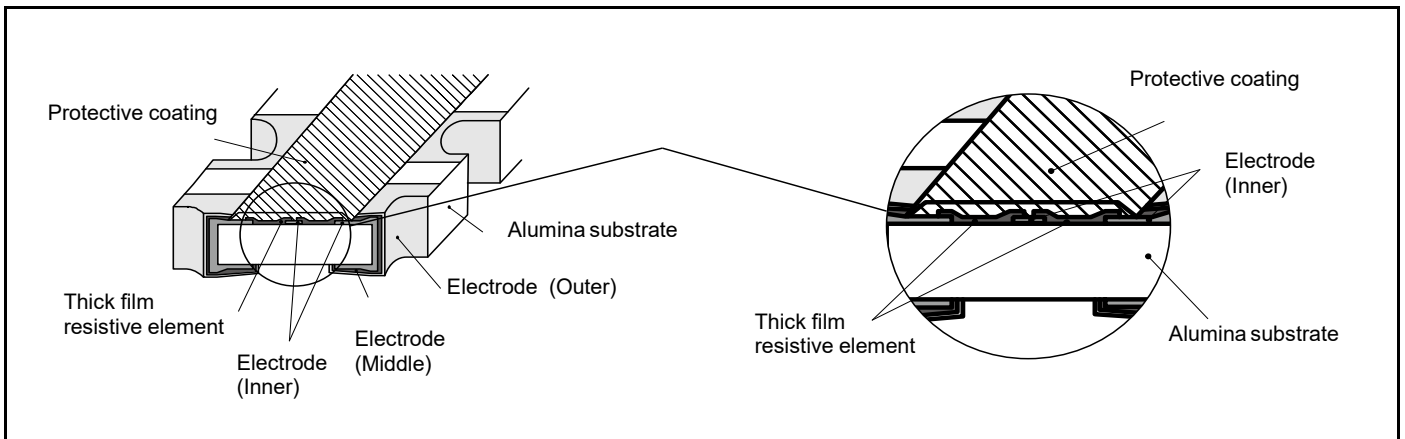 Protective coating
Alumina substrate
Electrode (Outer)
Thick film
resistive element
Electrode
(Middle)
Electrode
(Inner)
Protective coating
Electrode
(Inner)
Thick film
resistive element
Alumina substrate